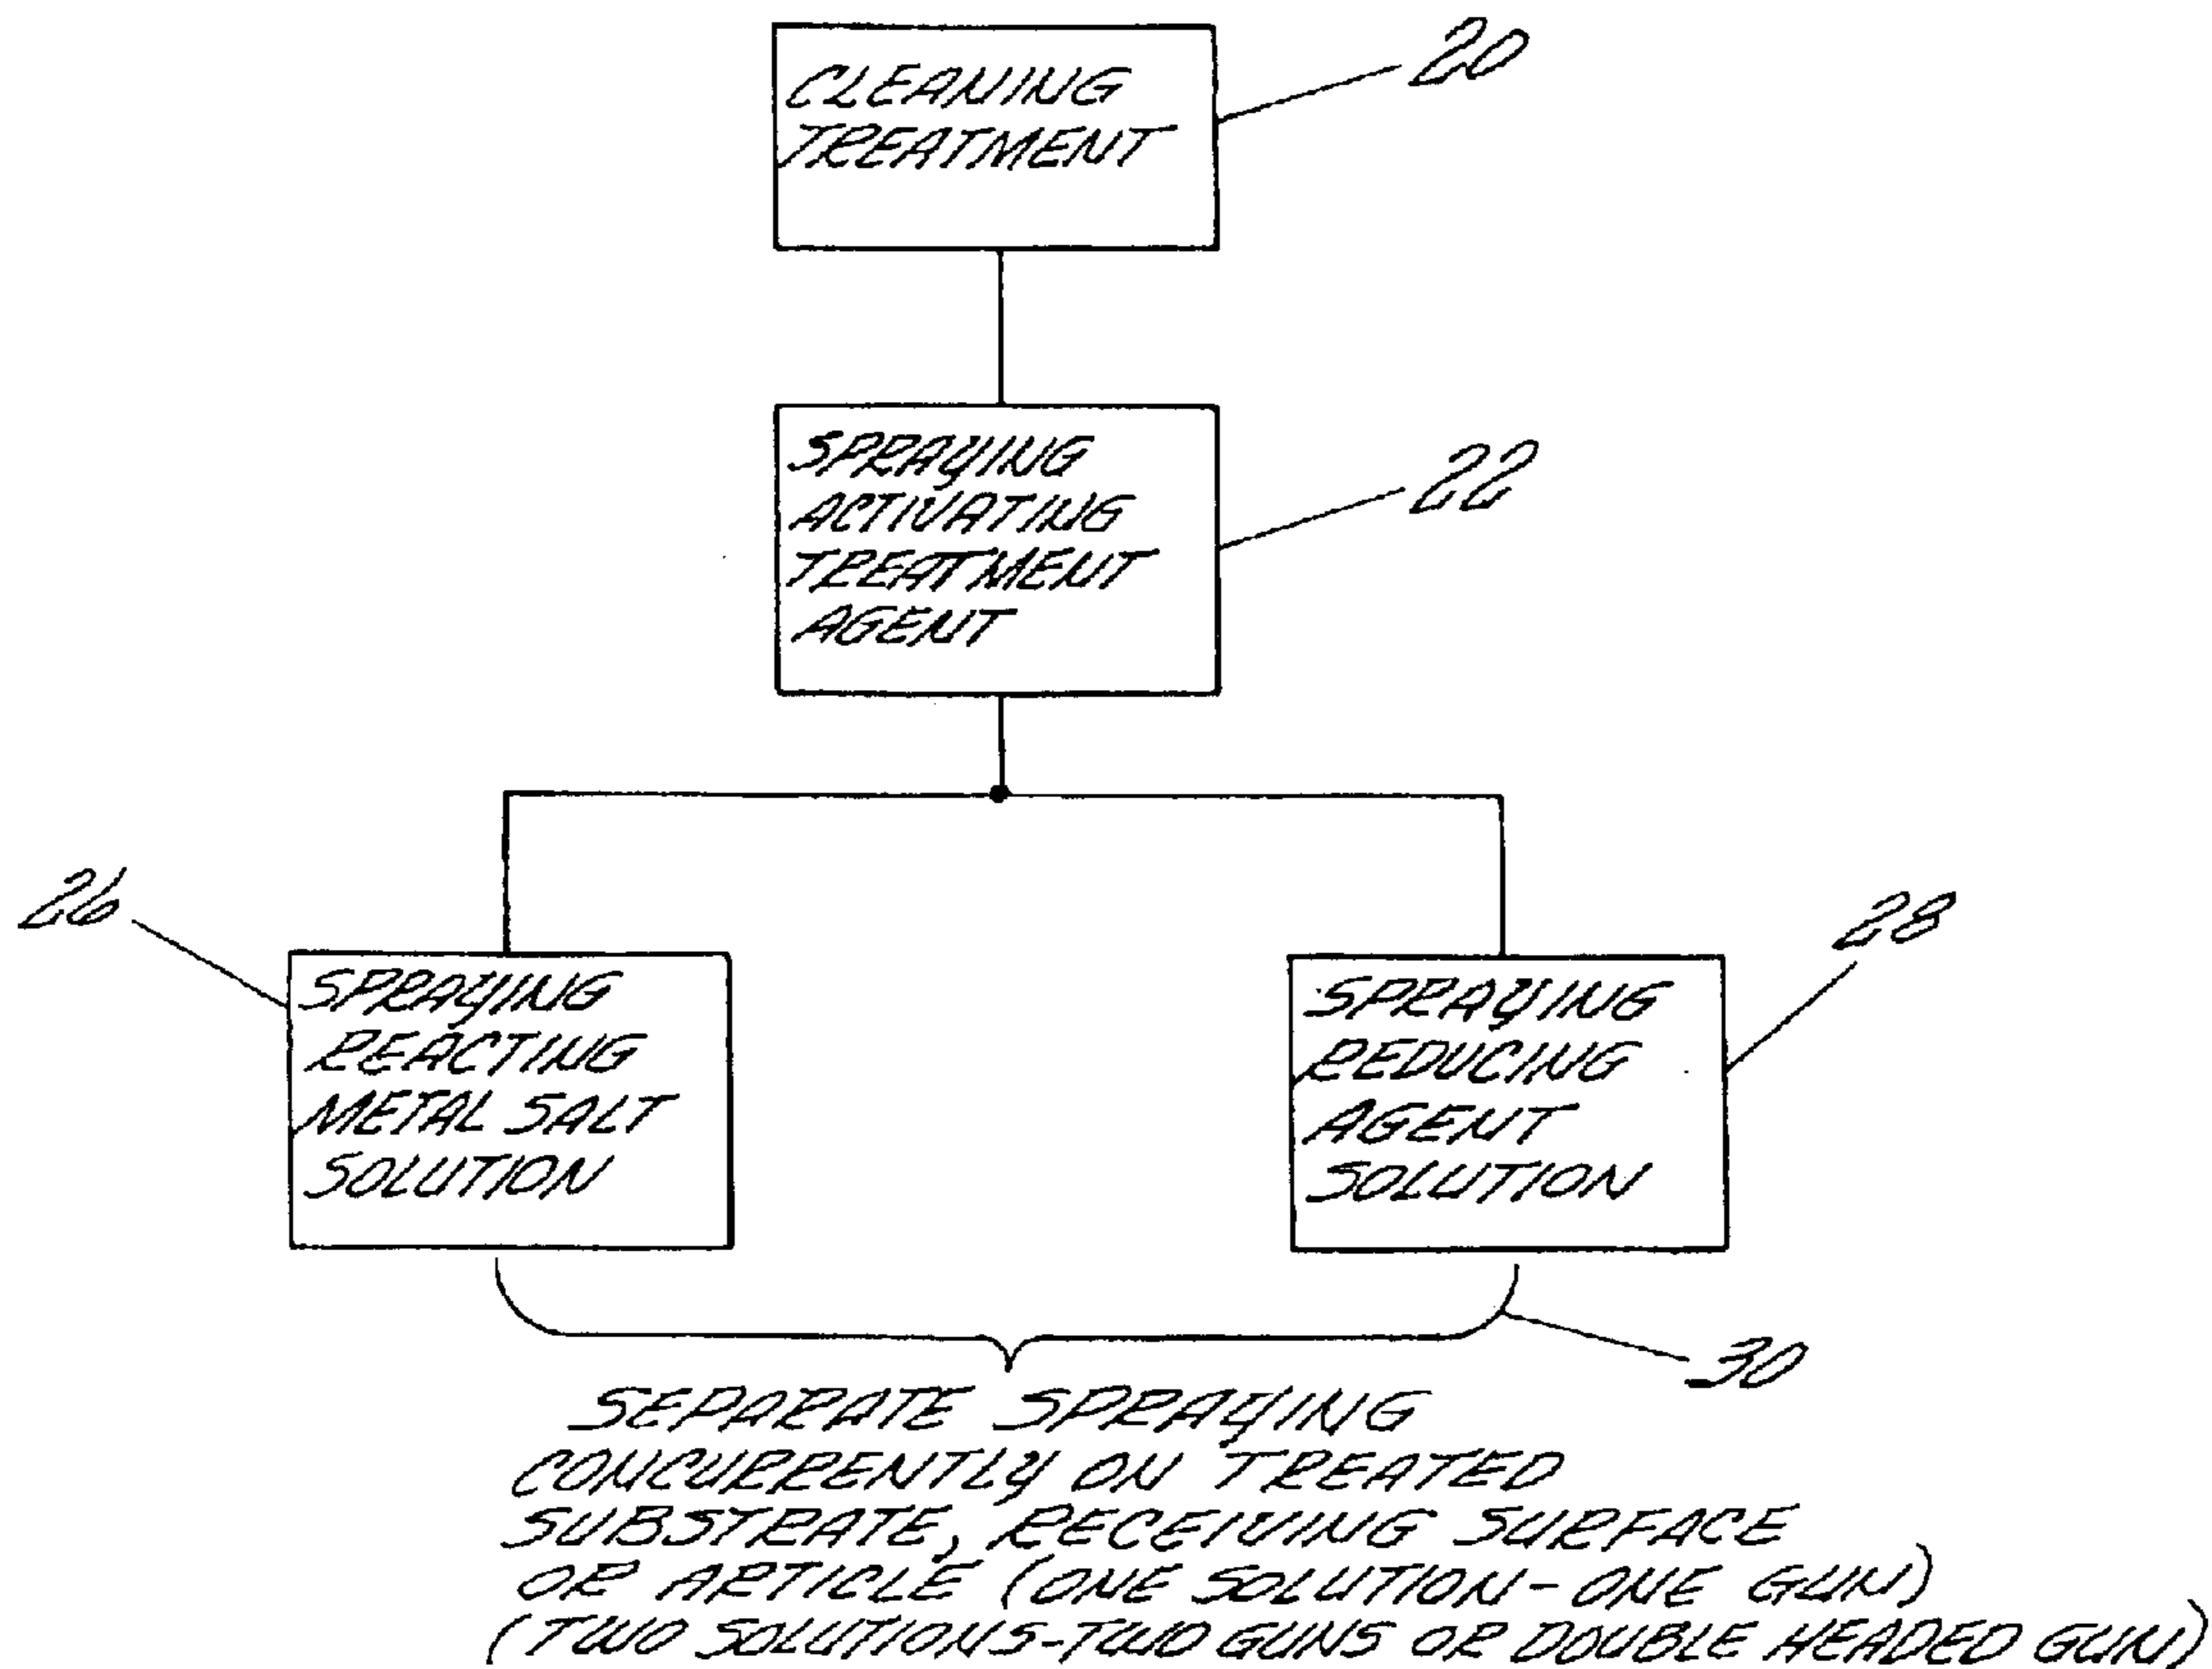 20
CLEANING
TREATMENT
22
SPRAYING
ACTIVATING
TREATMENT
AGENT
26
SPRAYING
REACTING
METAL SALT
SOLUTION
28
SPRAYING
REDUCING
AGENT
SOLUTION
30
SEPARATE SPRAYING
CONCURRENTLY ON TREATED
SUBSTRATE, RECEIVING SURFACE
OR ARTICLE (ONE SOLUTION-ONE GUN)
(TWO SOLUTIONS-TWO GUNS OR DOUBLE HEADED GUN)